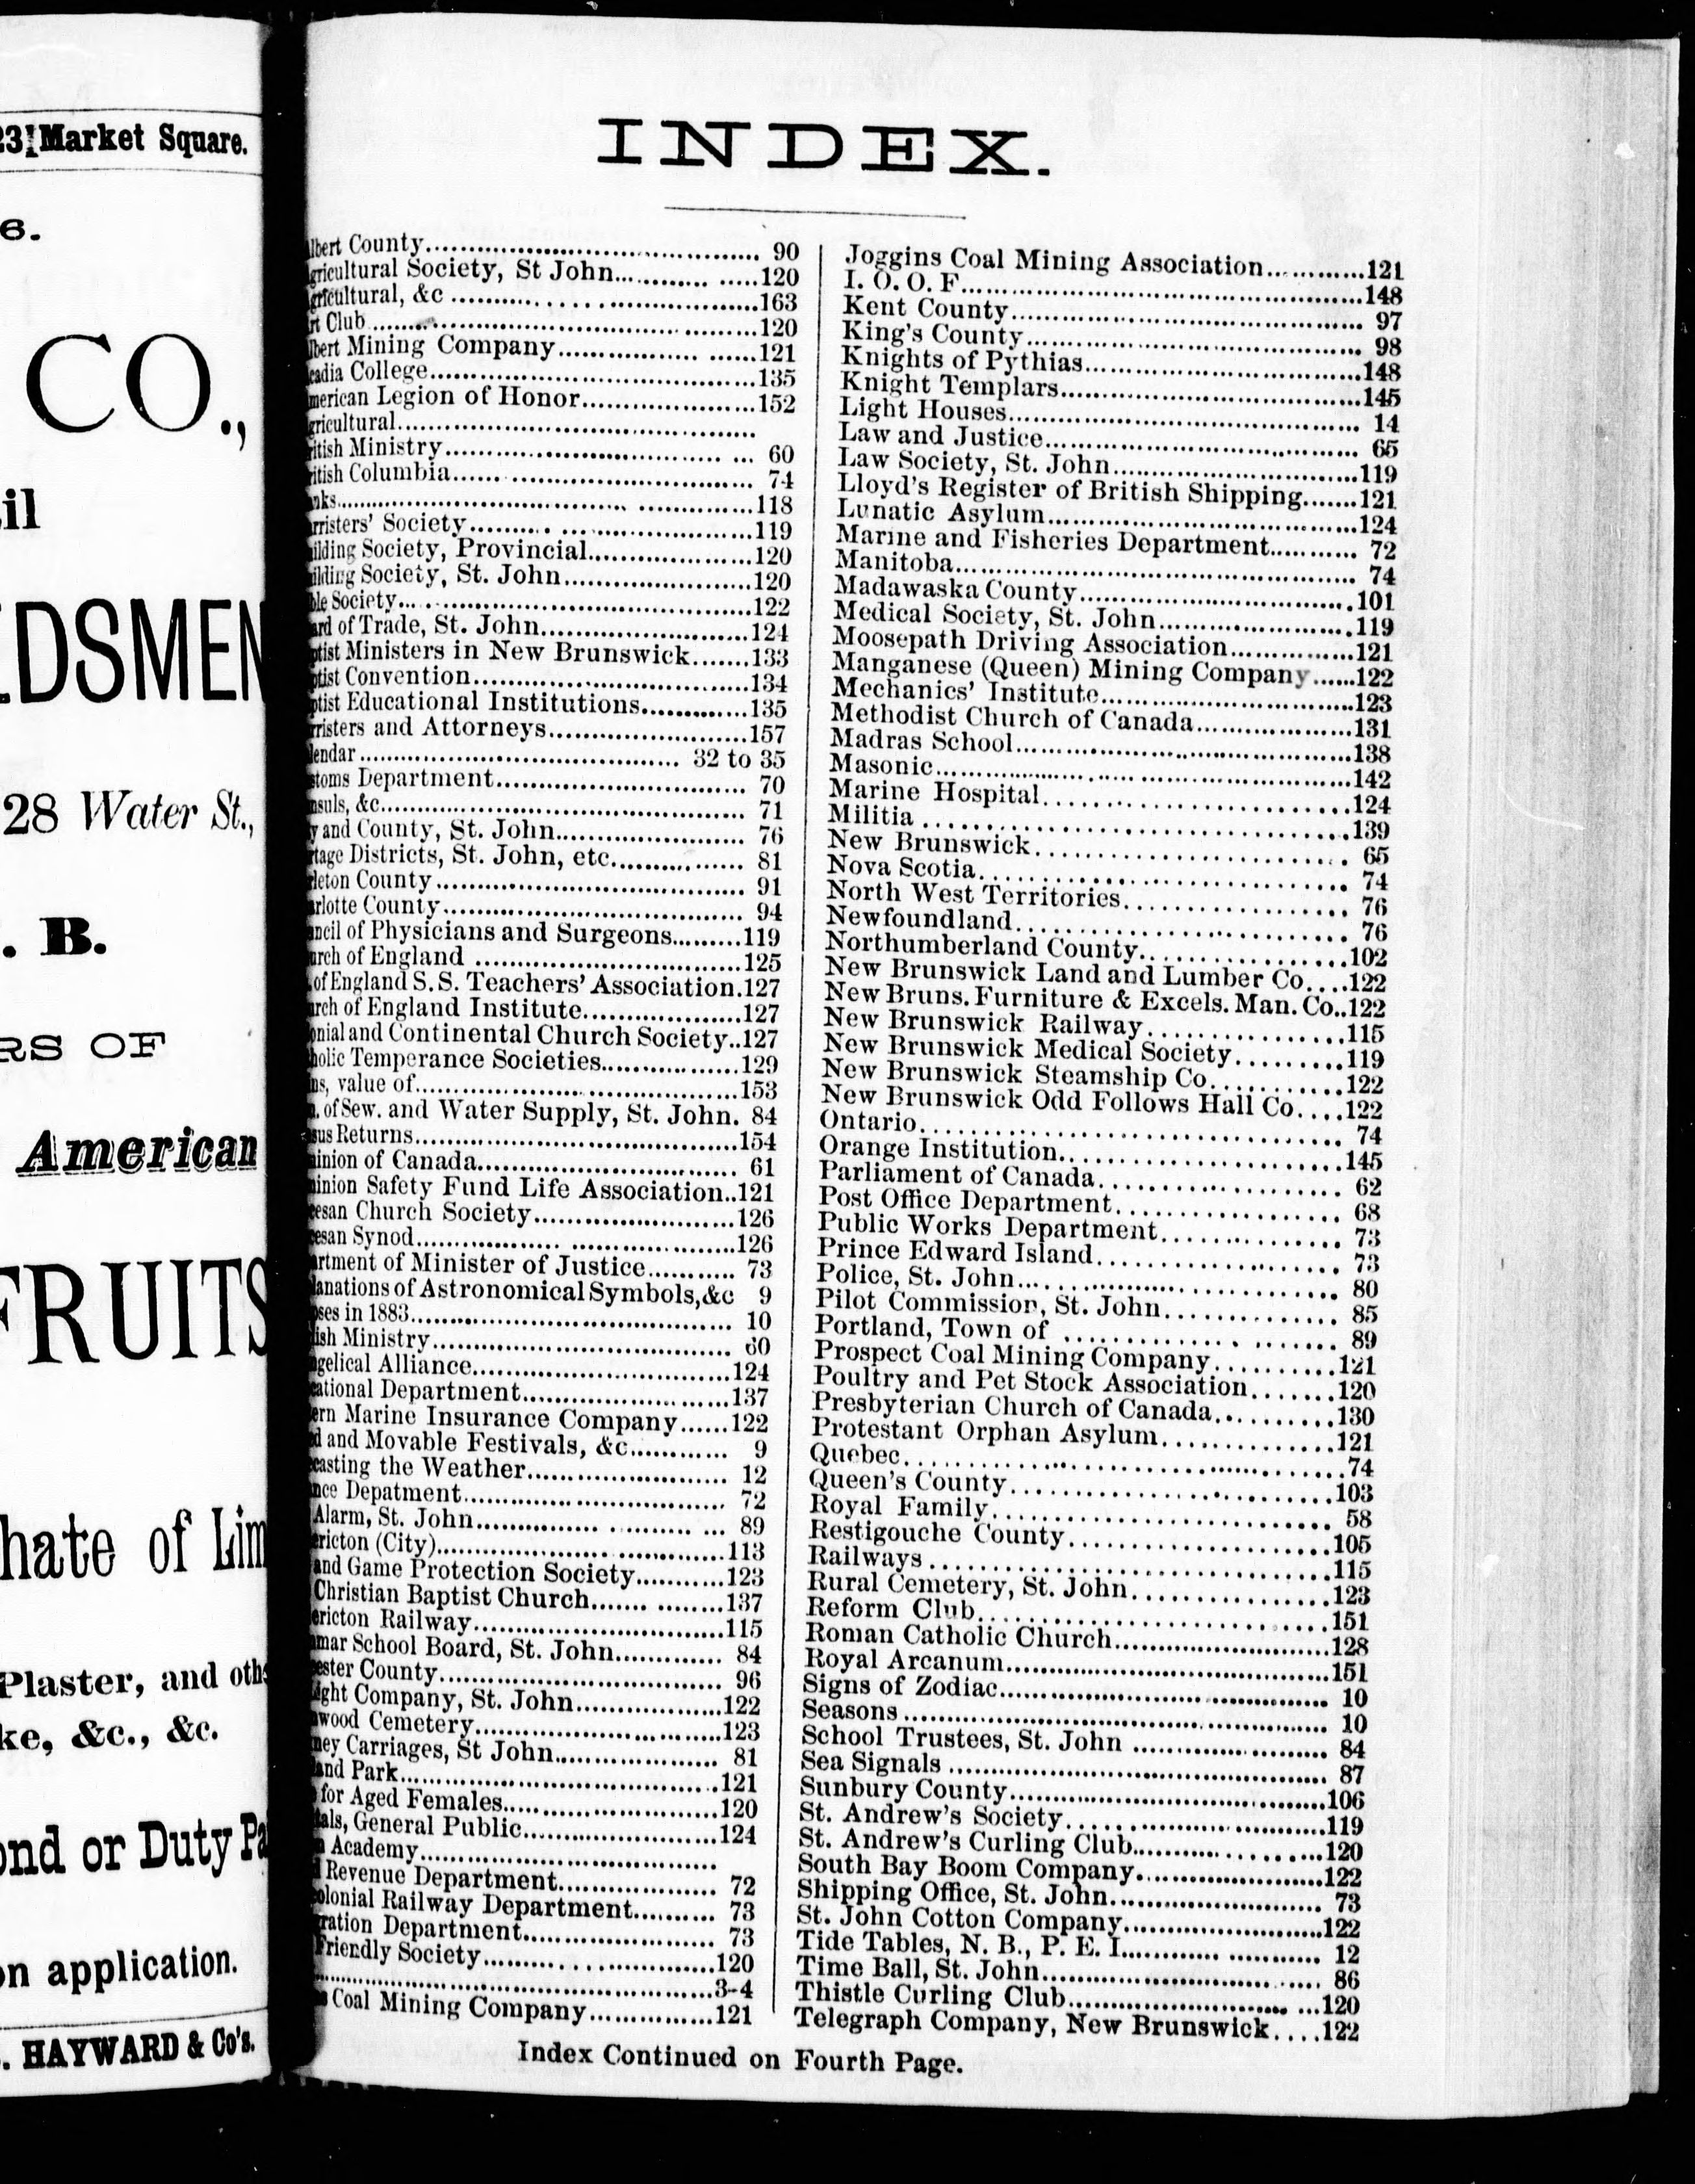 23 Market Square.
6.
CO.,
il
EDSMEN
28 Water St.,
. B.
RS OF
American
FRUITS
hate of Lim
Plaster, and oth
ke, &c., &c.
ond or Duty Pa
on application.
. HAYWARD & Co's.
INDEX.
lbert County 90
gricultural Society, St John 120
gricultural, &c 163
rt Club 120
lbert Mining Company 121
cadia College 135
merican Legion of Honor 152
gricultural
ritish Ministry 60
ritish Columbia 74
anks 118
arristers' Society 119
uilding Society, Provincial 120
uilding Society, St. John 120
ble Society 122
ard of Trade, St. John 124
ptist Ministers in New Brunswick 133
ptist Convention 134
ptist Educational Institutions 135
rristers and Attorneys 157
lendar 32 to 35
stoms Department 70
nsuls, &c 71
y and County, St. John 76
rtage Districts, St. John, etc 81
rleton County 91
arlotte County 94
uncil of Physicians and Surgeons 119
urch of England 125
. of England S. S. Teachers' Association. 127
urch of England Institute 127
onial and Continental Church Society..127
holic Temperance Societies 129
ns, value of 153
. of Sew. and Water Supply, St. John. 84
sus Returns 154
inion of Canada 61
inion Safety Fund Life Association..121
esan Church Society 126
esan Synod 126
artment of Minister of Justice 73
lanations of Astronomical Symbols, &c 9
pses in 1883 10
lish Ministry 60
ngelical Alliance 124
cational Department 137
ern Marine Insurance Company 122
d and Movable Festivals, &c 9
casting the Weather 12
nce Depatment 72
Alarm, St. John 89
ericton (City) 113
and Game Protection Society 123
Christian Baptist Church 137
ericton Railway 115
mar School Board, St. John 84
ester County 96
ight Company, St. John 122
wood Cemetery 123
ney Carriages, St John 81
and Park 121
for Aged Females 120
tals, General Public 124
Academy
Revenue Department 72
olonial Railway Department 73
ration Department 73
Friendly Society 120
3-4
Coal Mining Company 121
Joggins Coal Mining Association 121
I. O. O. F 148
Kent County 97
King's County 98
Knights of Pythias 148
Knight Templars 145
Light Houses 14
Law and Justice 65
Law Society, St. John 119
Lloyd's Register of British Shipping 121
Lunatic Asylum 124
Marine and Fisheries Department 72
Manitoba 74
Madawaska County 101
Medical Society, St. John 119
Moosepath Driving Association 121
Manganese (Queen) Mining Company 122
Mechanics' Institute 123
Methodist Church of Canada 131
Madras School 138
Masonic 142
Marine Hospital 124
Militia 139
New Brunswick 65
Nova Scotia 74
North West Territories 76
Newfoundland 76
Northumberland County 102
New Brunswick Land and Lumber Co 122
New Bruns. Furniture & Excels. Man. Co..122
New Brunswick Railway 115
New Brunswick Medical Society 119
New Brunswick Steamship Co 122
New Brunswick Odd Follows Hall Co 122
Ontario 74
Orange Institution 145
Parliament of Canada 62
Post Office Department 68
Public Works Department 73
Prince Edward Island 73
Police, St. John 80
Pilot Commission, St. John 85
Portland, Town of 89
Prospect Coal Mining Company 121
Poultry and Pet Stock Association 120
Presbyterian Church of Canada 130
Protestant Orphan Asylum 121
Quebec 74
Queen's County 103
Royal Family 58
Restigouche County 105
Railways 115
Rural Cemetery, St. John 123
Reform Club 151
Roman Catholic Church 128
Royal Arcanum 151
Signs of Zodiac 10
Seasons 10
School Trustees, St. John 84
Sea Signals 87
Sunbury County 106
St. Andrew's Society 119
St. Andrew's Curling Club 120
South Bay Boom Company 122
Shipping Office, St. John 73
St. John Cotton Company 122
Tide Tables, N. B., P. E. I 12
Time Ball, St. John 86
Thistle Curling Club 120
Telegraph Company, New Brunswick 122
Index Continued on Fourth Page.